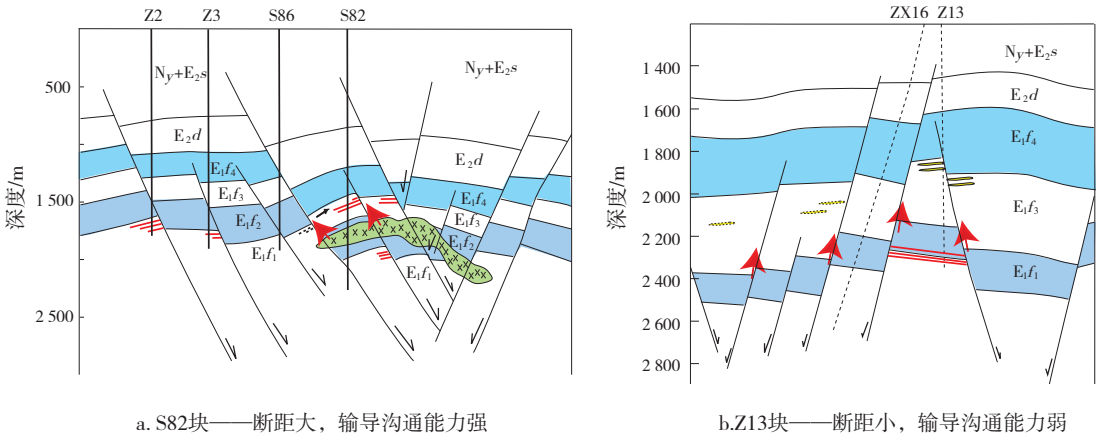 Z2 Z3 S86 S82
深度/m
500
1 500
2 500
Ny+E2s
Ny+E2s
E2d
E2d
E1f4
E1f4
E1f3
E1f3
E1f2
E1f2
E1f1
E1f1
a. S82块——断距大，输导沟通能力强
ZX16 Z13
深度/m
1 400
1 600
1 800
2 000
2 200
2 400
2 600
2 800
Ny+E2s
E2d
E1f4
E1f3
E1f1
b.Z13块——断距小，输导沟通能力弱